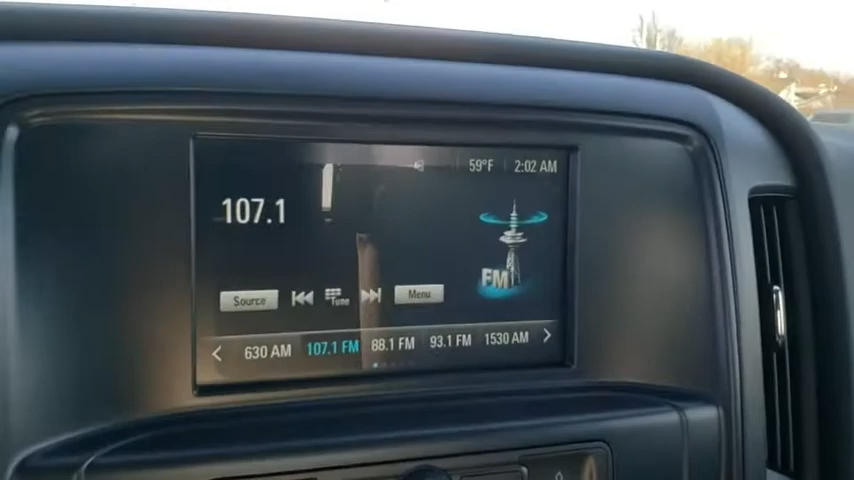 59°F 2:02 AM
107.1
FM
Source Tune Menu
630 AM 107.1 FM 88.1 FM 93.1 FM 1530 AM